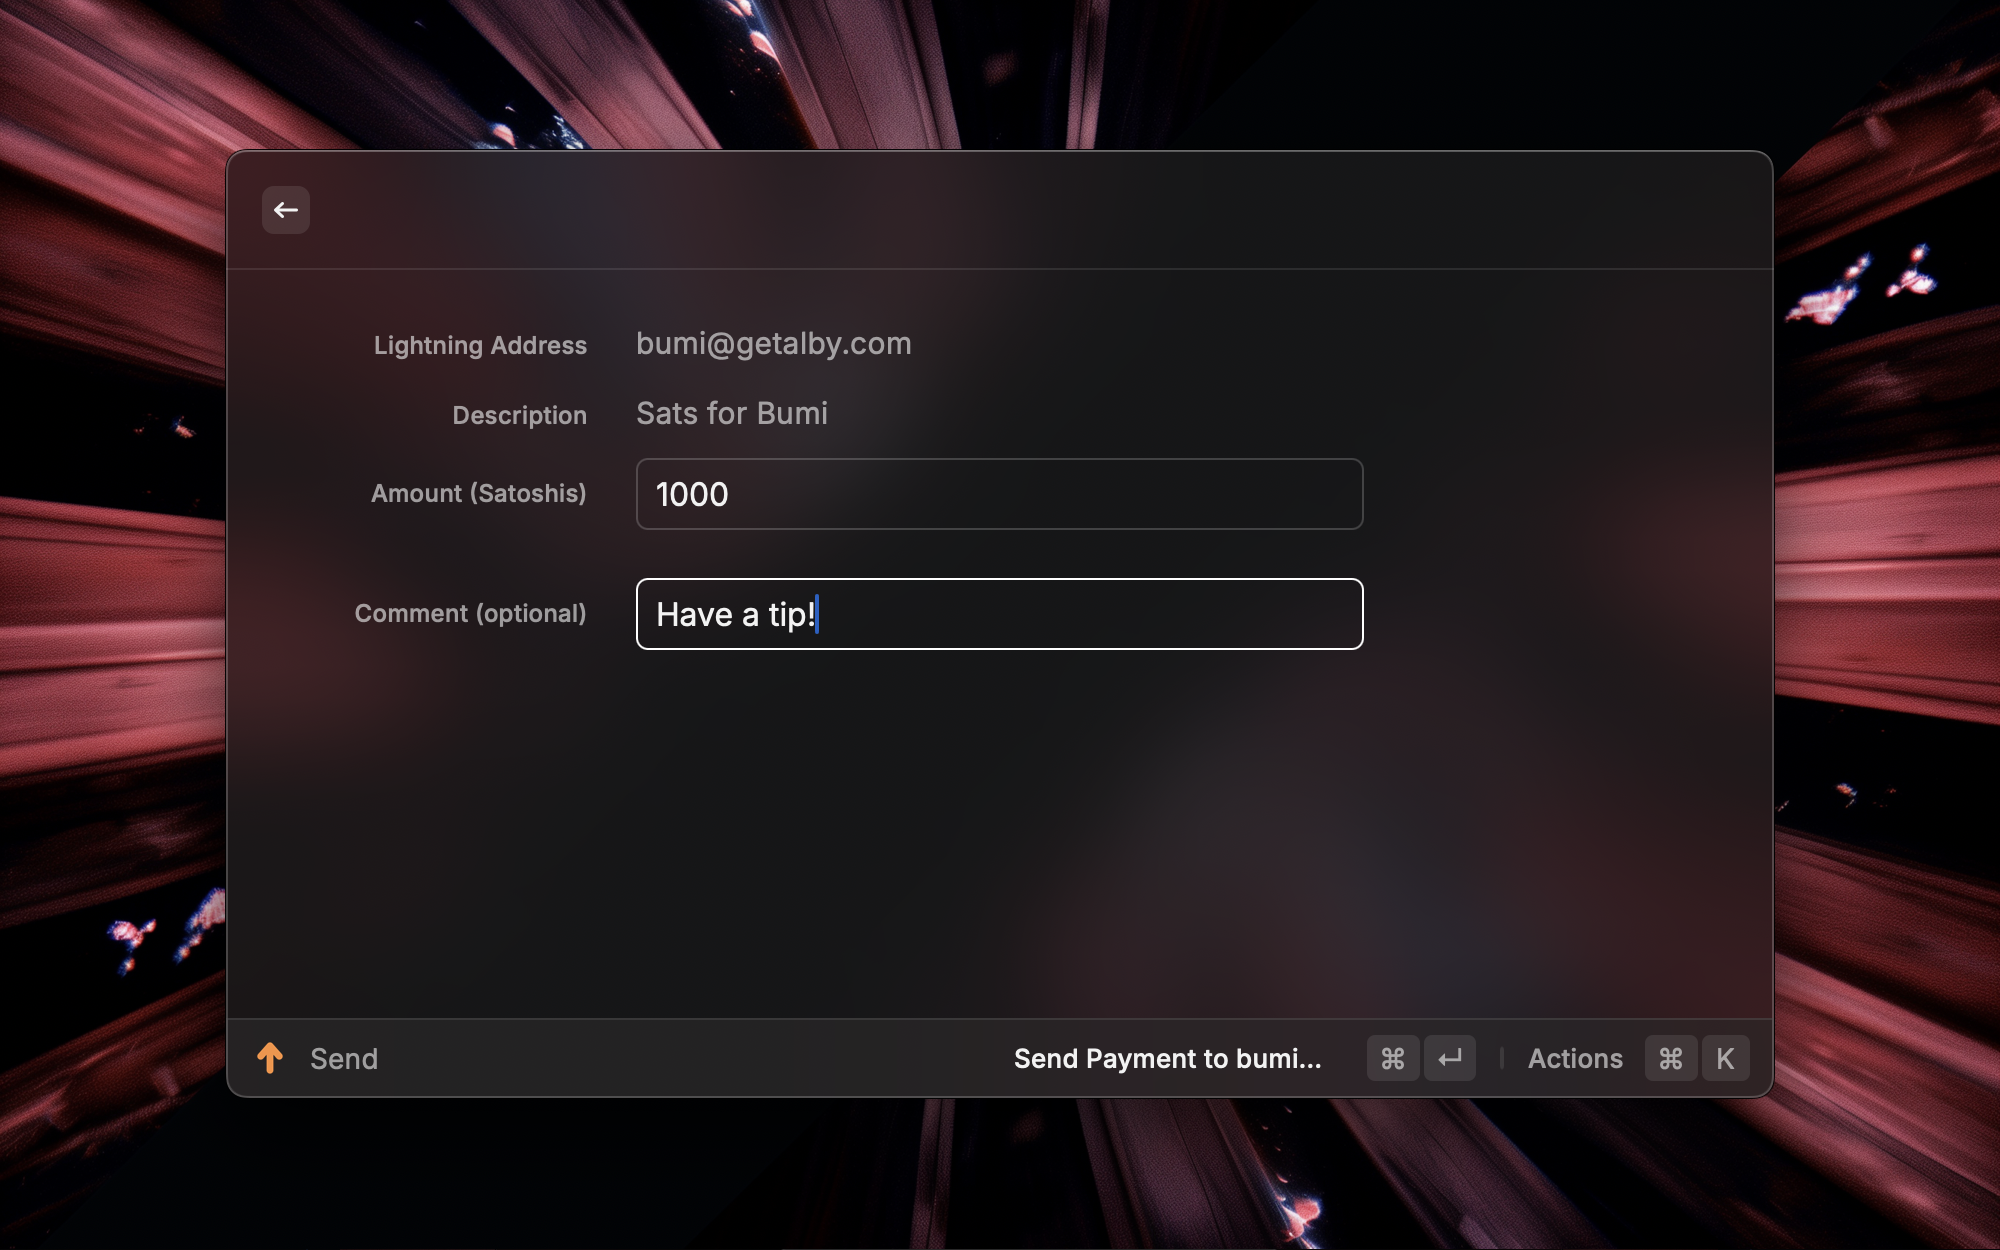 Lightning Address bumi@getalby.com
Description Sats for Bumi
Amount (Satoshis) 1000
Comment (optional) Have a tip!
Send Send Payment to bumi... ⌘ ↵ Actions ⌘ K